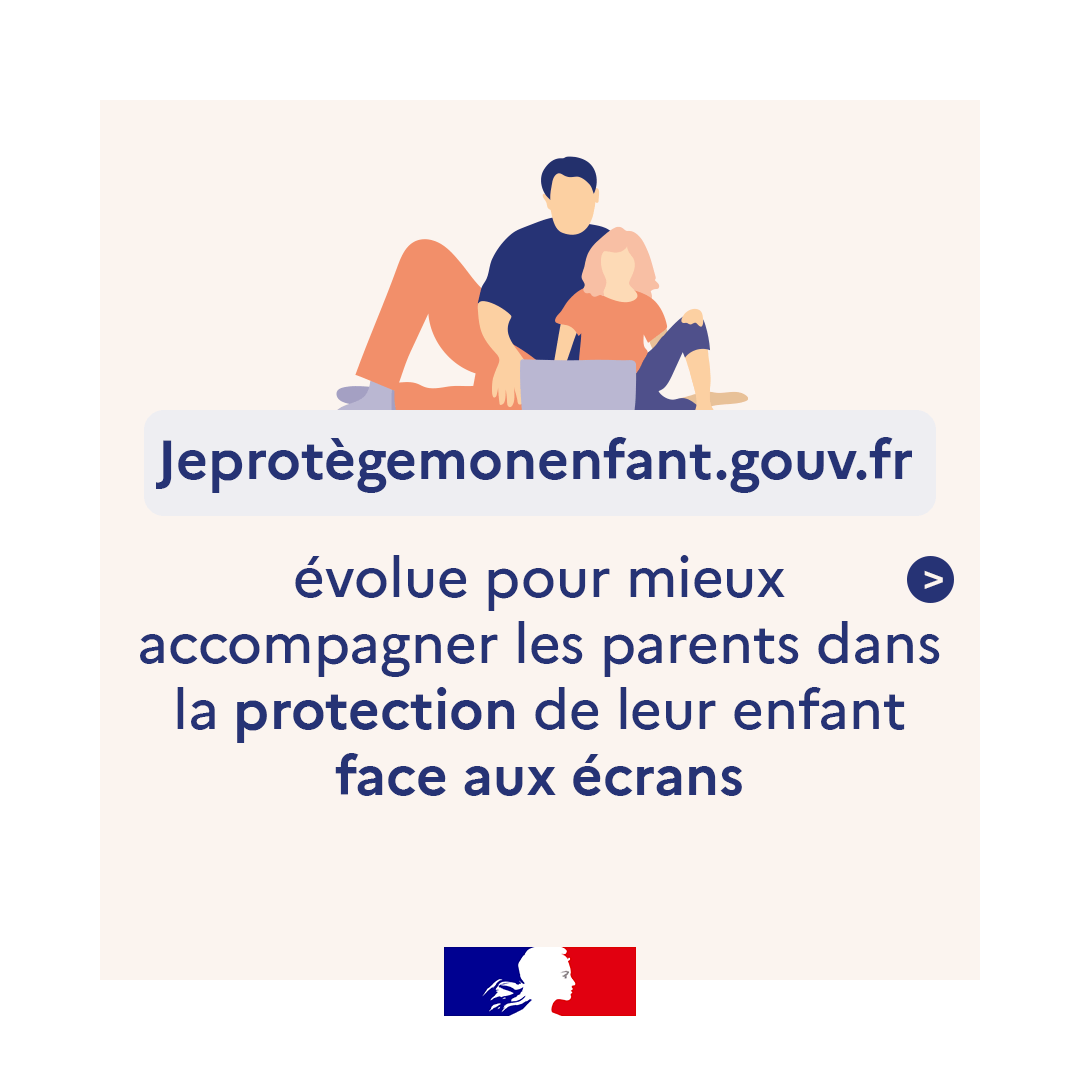 Jeprotègemonenfant.gouv.fr
évolue pour mieux
>
accompagner les parents dans
la protection de leur enfant
face aux écrans